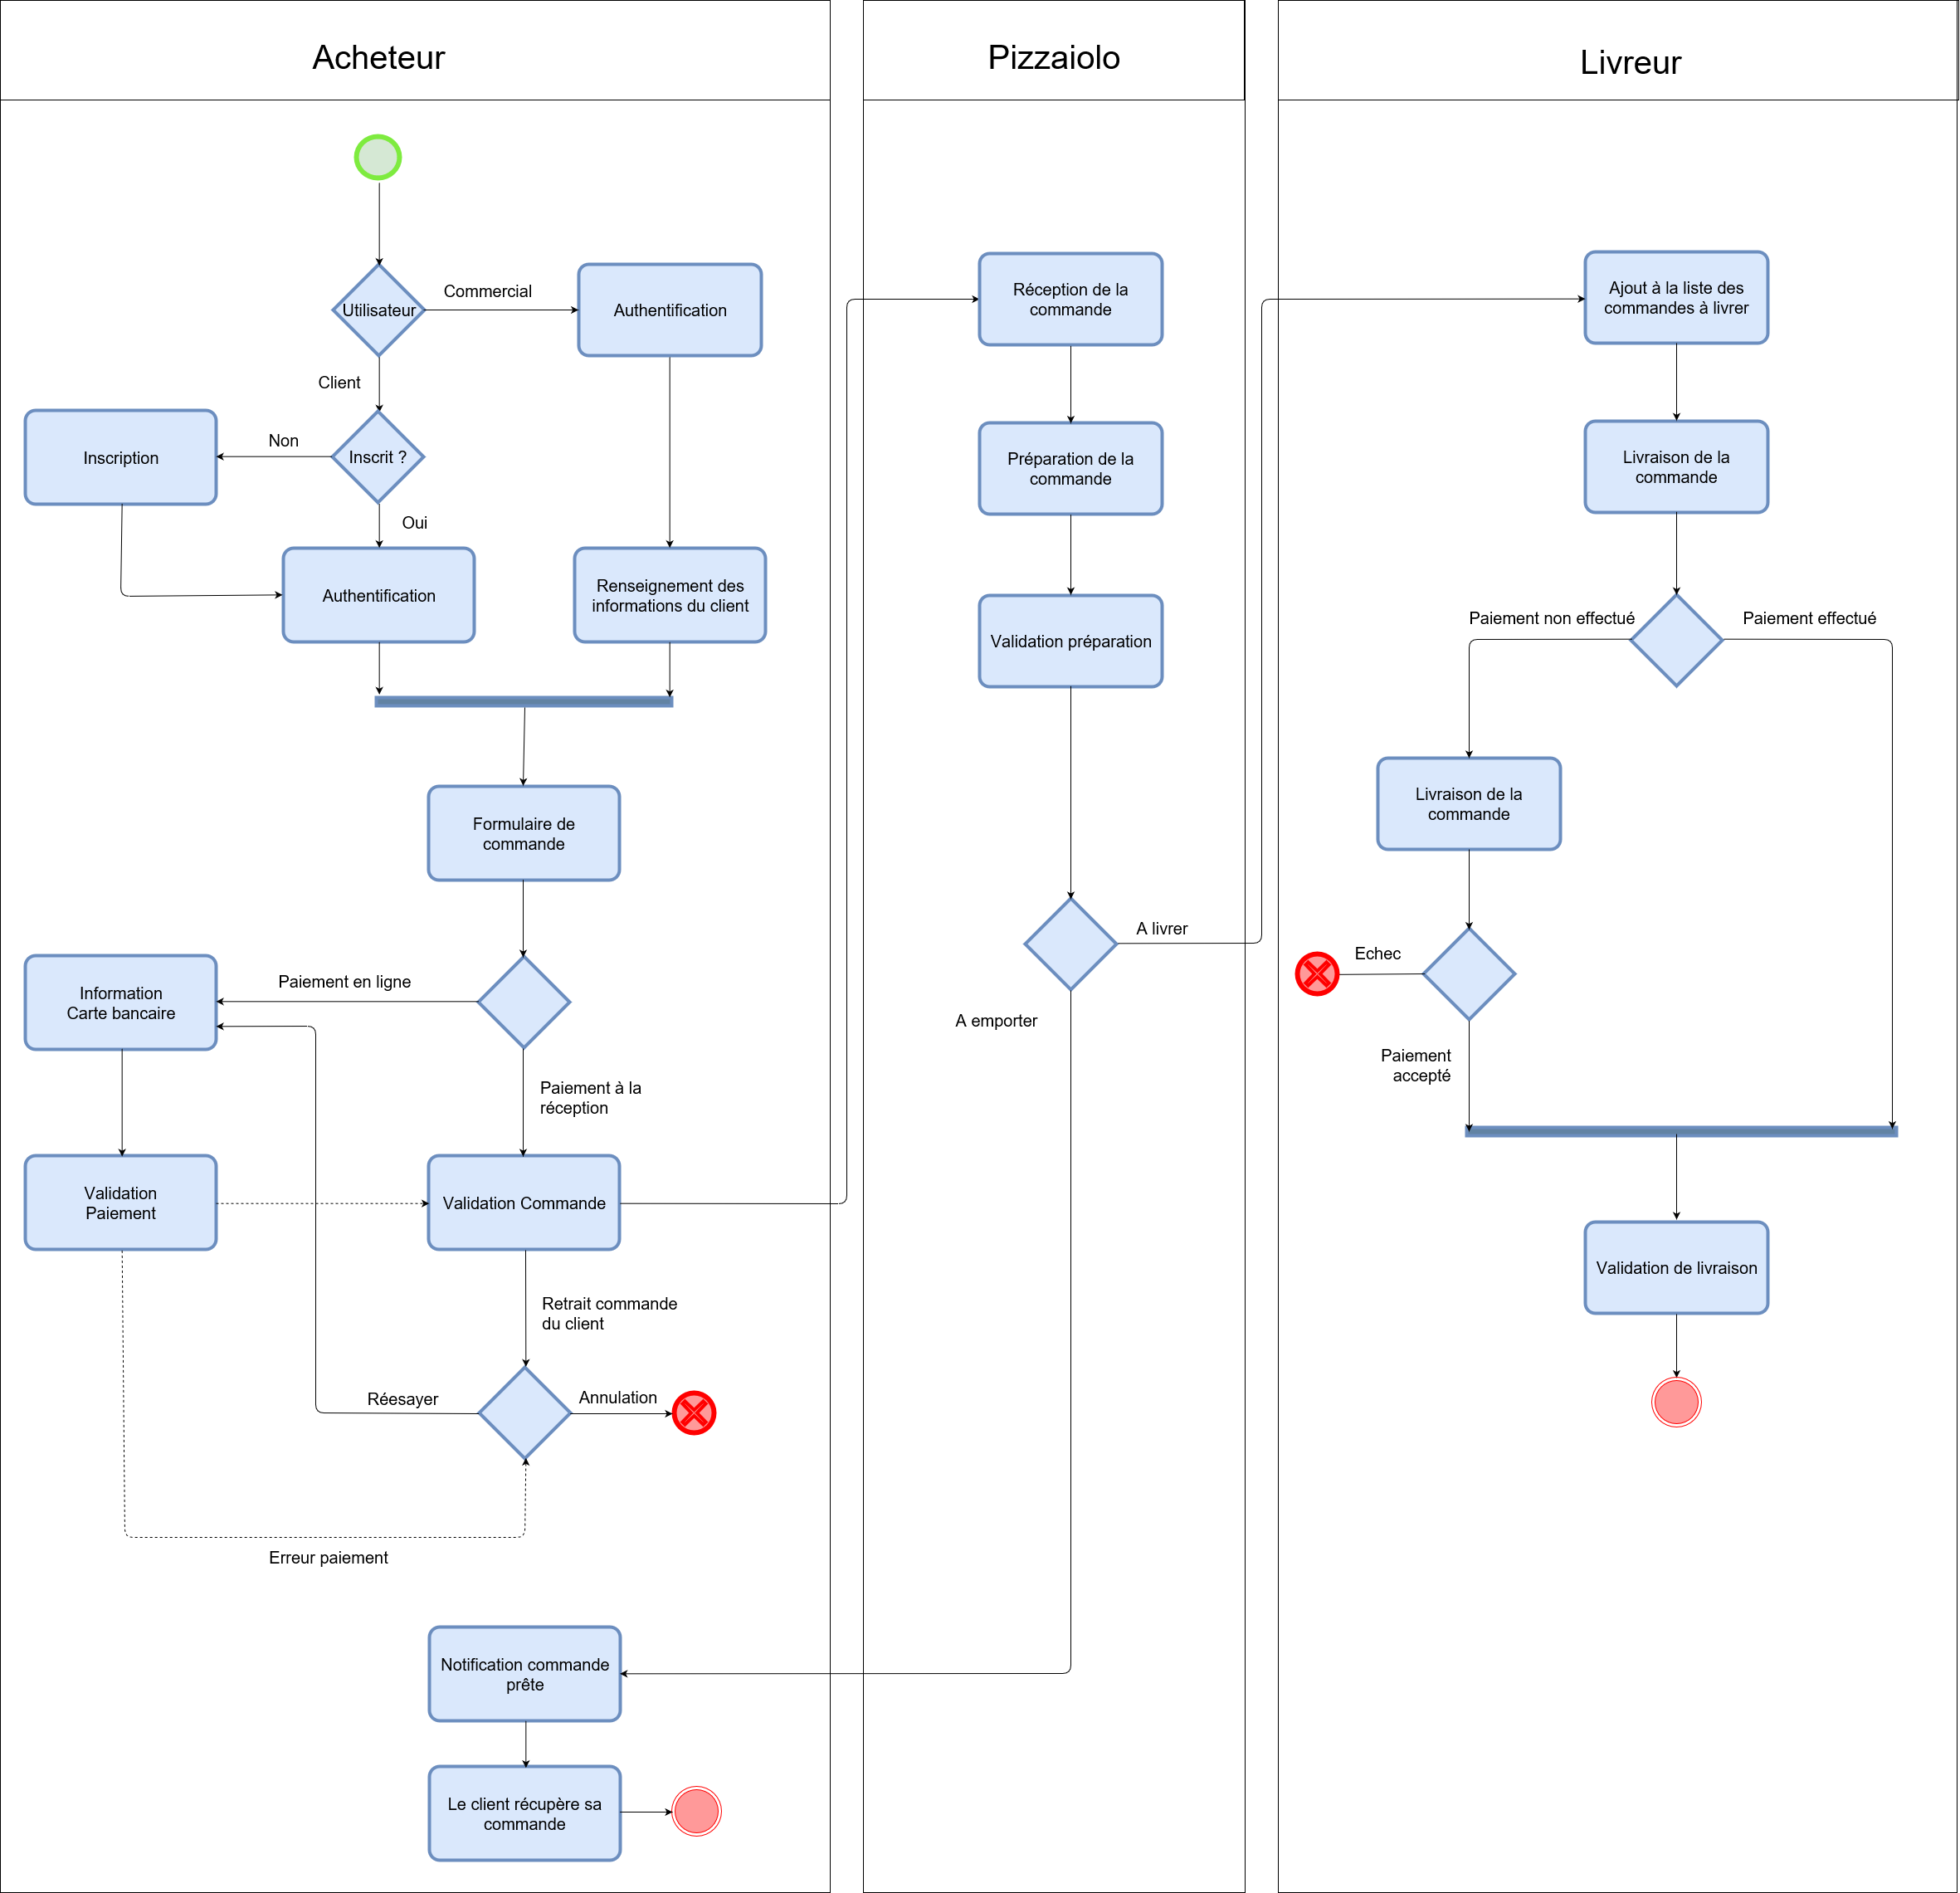 Acheteur
Utilisateur
Commercial
Authentification
Client
Inscription
Non
Inscrit ?
Oui
Authentification
Renseignement des
informations du client
Formulaire de
commande
Information
Carte bancaire
Paiement en ligne
Paiement à la
réception
Validation
Paiement
Validation Commande
Retrait commande
du client
Réesayer
Annulation
Erreur paiement
Notification commande
prête
Le client récupère sa
commande
Pizzaiolo
Réception de la
commande
Préparation de la
commande
Validation préparation
A livrer
A emporter
Livreur
Ajout à la liste des
commandes à livrer
Livraison de la
commande
Paiement non effectué
Paiement effectué
Livraison de la
commande
Echec
Paiement
accepté
Validation de livraison